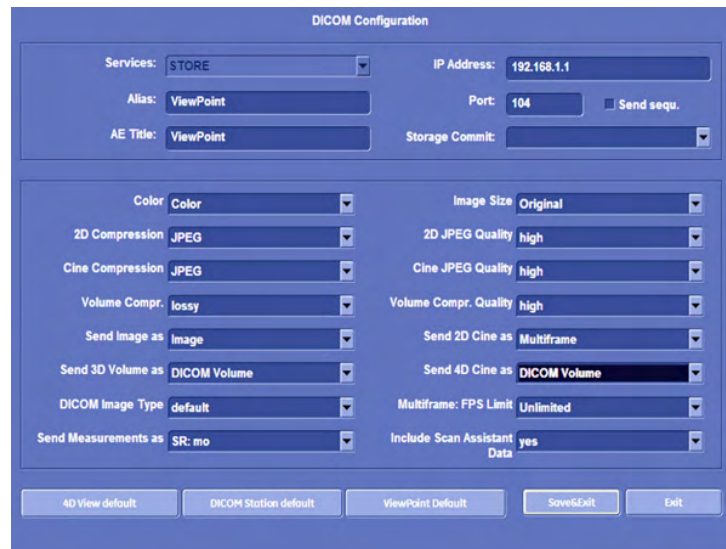 DICOM Configuration
Services: STORE IP Address: 192.168.1.1
Alias: ViewPoint Port: 104 Send sequ.
AE Title: ViewPoint Storage Commit:
Color Color Image Size Original
2D Compression JPEG 2D JPEG Quality high
Cine Compression JPEG Cine JPEG Quality high
Volume Compr. lossy Volume Compr. Quality high
Send Image as Image Send 2D Cine as Multiframe
Send 3D Volume as DICOM Volume Send 4D Cine as DICOM Volume
DICOM Image Type default Multiframe: FPS Limit Unlimited
Send Measurements as SR: mo Include Scan Assistant yes
Data
4D View default DICOM Station default ViewPoint Default Save&Exit Exit